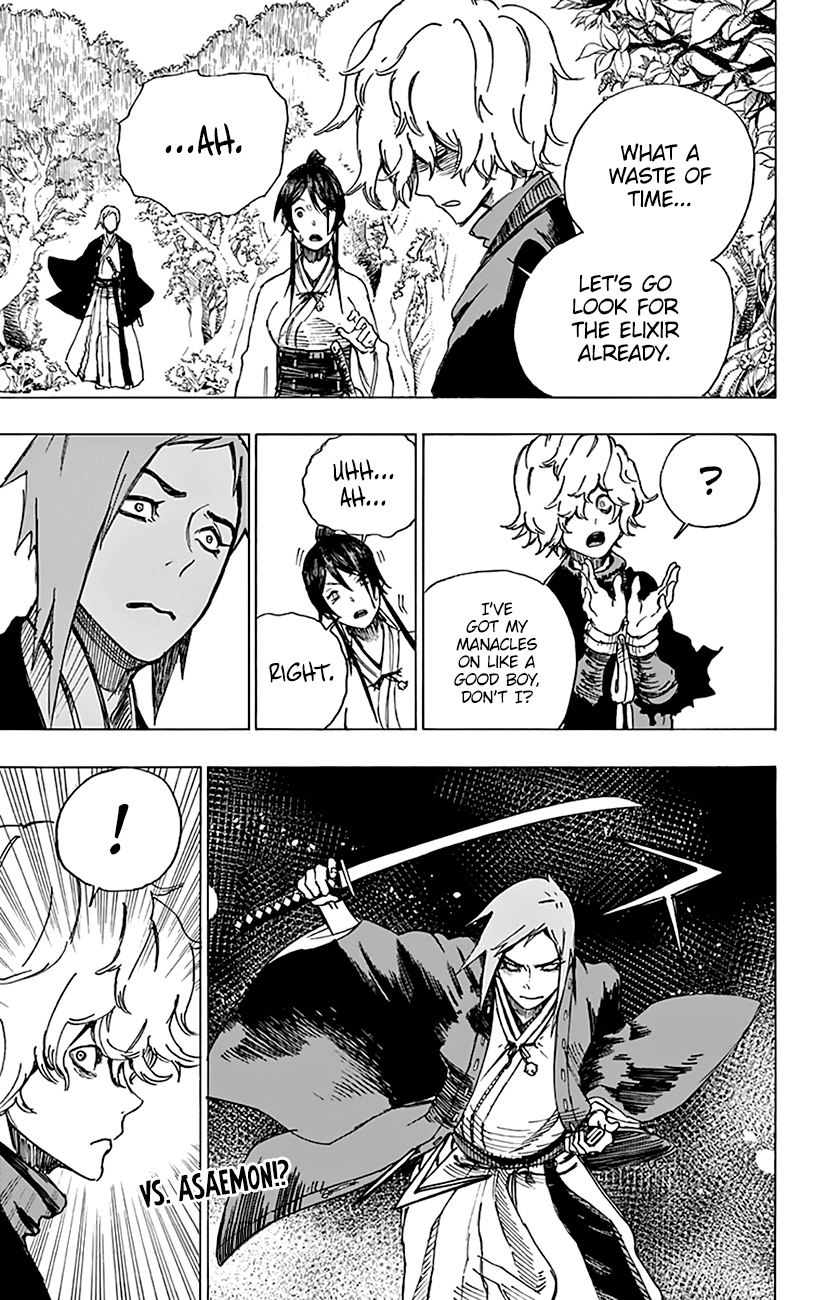 WHAT A
WASTE OF
TIME...
LET'S GO
LOOK FOR
THE ELIXIR
ALREADY.
...AH.
?
I'VE
GOT MY
MANACLES
ON LIKE A
GOOD BOY,
DON'T I?
UHH...
AH...
RIGHT.
!
VS. ASAEMON!?